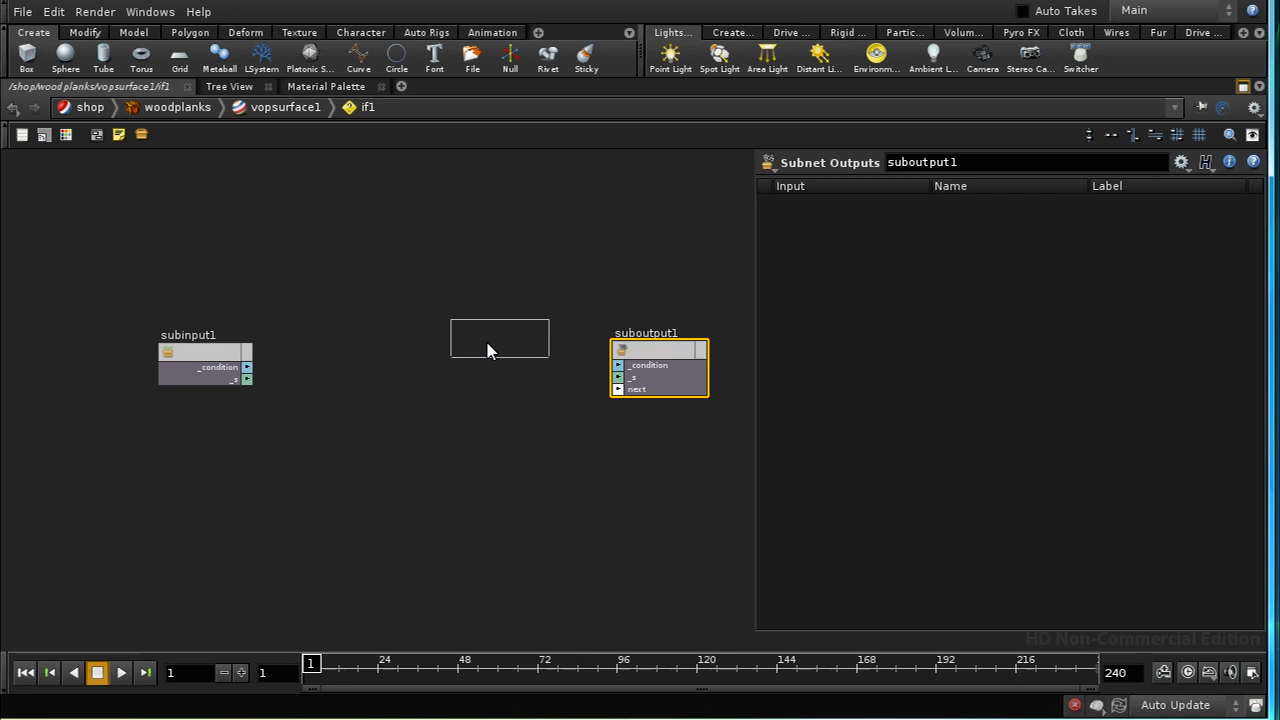 File Edit Render Windows Help Auto Takes Main
Create Modify Model Polygon Deform Texture Character Auto Rigs Animation Lights... Create... Drive ... Rigid ... Partic... Volum... Pyro FX Cloth Wires Fur Drive ...
Box Sphere Tube Torus Grid Metaball LSystem Platonic S... Curve Circle Font File Null Rivet Sticky Point Light Spot Light Area Light Distant Li... Environm... Ambient L... Camera Stereo Ca... Switcher
/shop/woodplanks/vopsurface1/if1 Tree View Material Palette
shop woodplanks vopsurface1 if1
Subnet Outputs suboutput1
Input Name Label
subinput1
_condition
_s
suboutput1
_condition
_s
next
HD Non-Commercial Edition
1 1 1 24 48 72 96 120 144 168 192 216 240
Auto Update